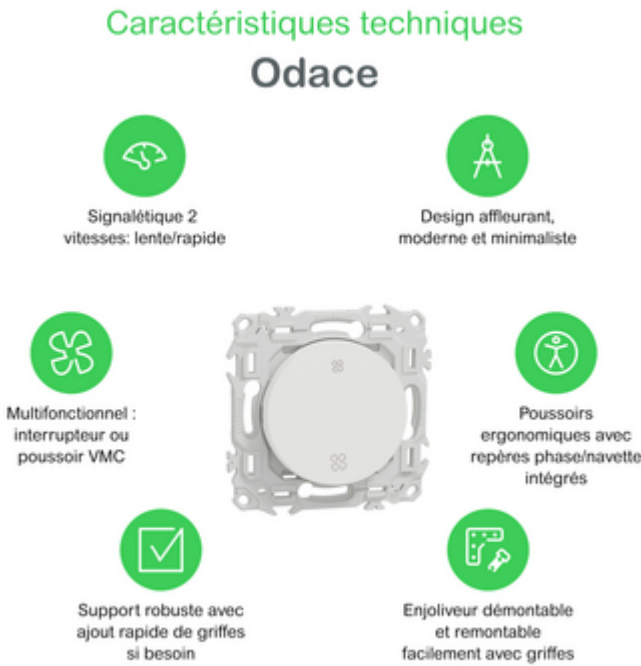 Caractéristiques techniques
Odace
Signalétique 2
vitesses: lente/rapide
Design affleurant,
moderne et minimaliste
Multifonctionnel :
interrupteur ou
poussoir VMC
Poussoirs
ergonomiques avec
repères phase/navette
intégrés
Support robuste avec
ajout rapide de griffes
si besoin
Enjoliveur démontable
et remontable
facilement avec griffes